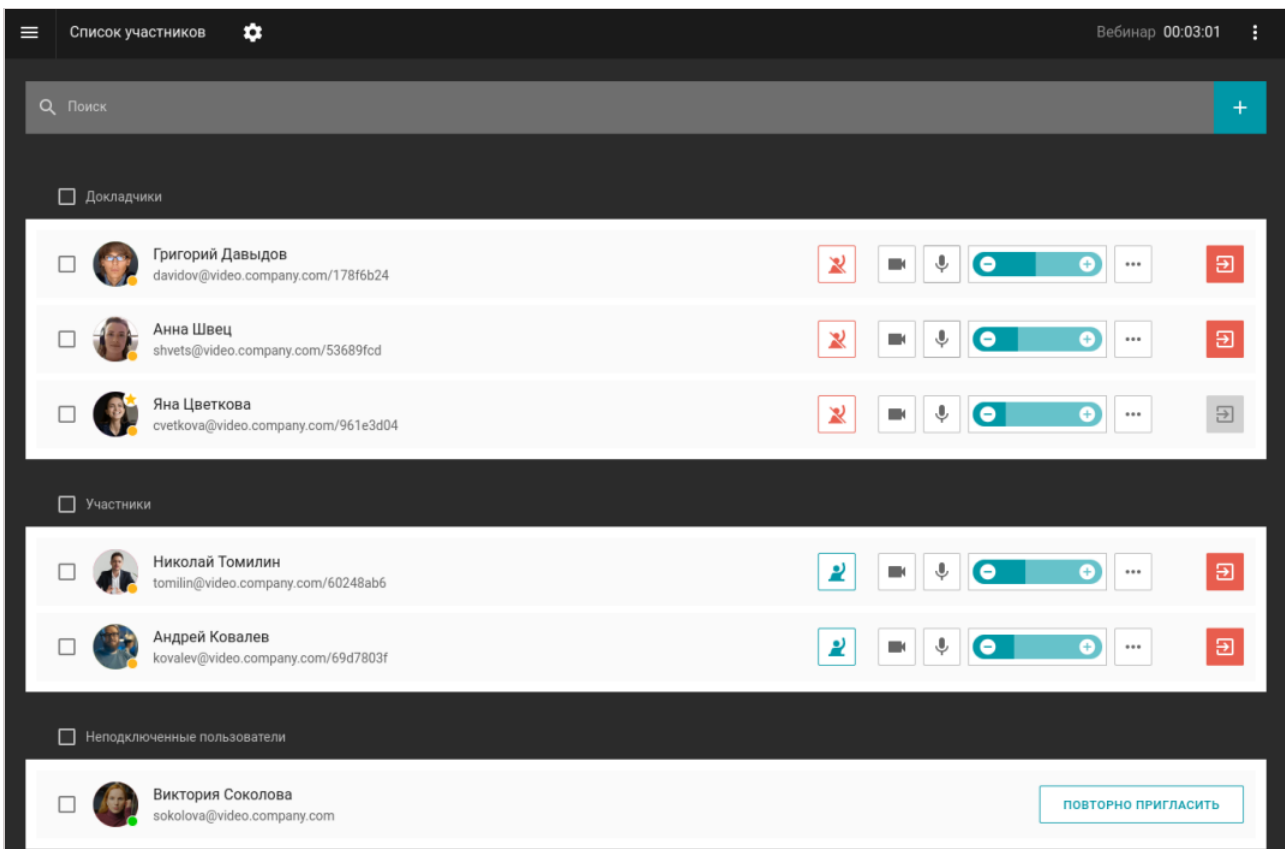 Список участников
Вебинар 00:03:01
Поиск
Докладчики
Григорий Давыдов
davidov@video.company.com/178f6b24
Анна Швец
shvets@video.company.com/53689fcd
Яна Цветкова
cvetkova@video.company.com/961e3d04
Участники
Николай Томилин
tomilin@video.company.com/60248ab6
Андрей Ковалев
kovalev@video.company.com/69d7803f
Неподключенные пользователи
Виктория Соколова
sokolova@video.company.com
ПОВТОРНО ПРИГЛАСИТЬ